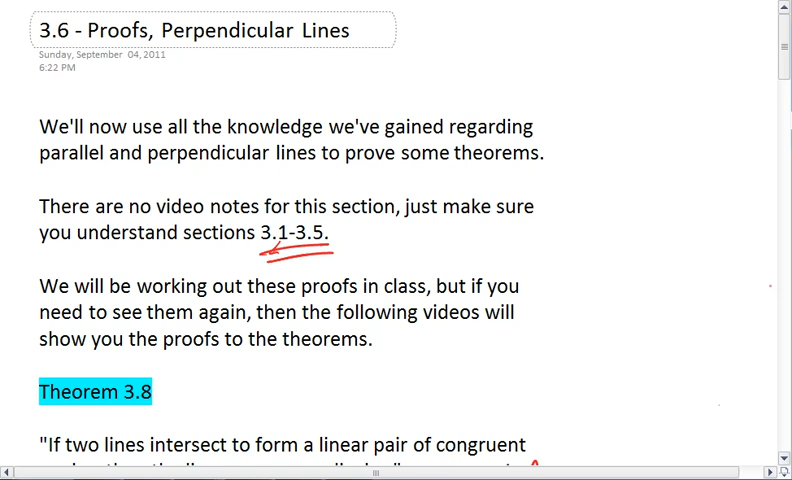 3.6 - Proofs, Perpendicular Lines
Sunday, September 04, 2011
6:22 PM
We'll now use all the knowledge we've gained regarding
parallel and perpendicular lines to prove some theorems.
There are no video notes for this section, just make sure
you understand sections 3.1-3.5.
We will be working out these proofs in class, but if you
need to see them again, then the following videos will
show you the proofs to the theorems.
Theorem 3.8
"If two lines intersect to form a linear pair of congruent